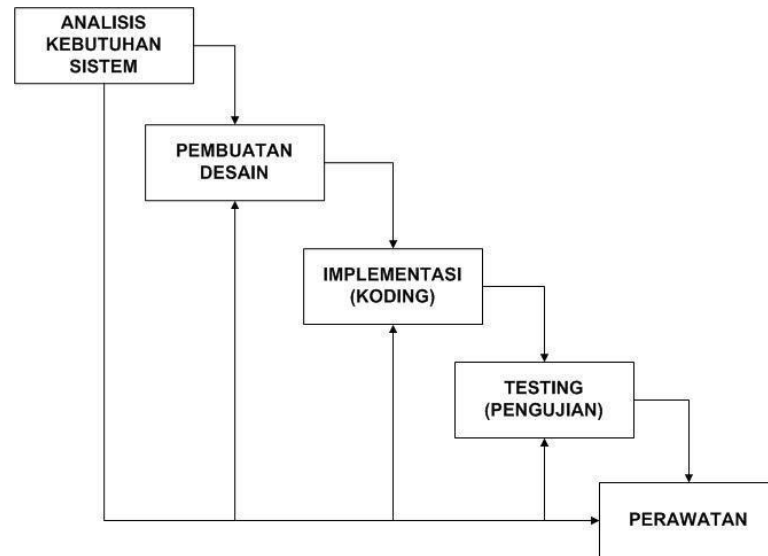 ANALISIS
KEBUTUHAN
SISTEM
PEMBUATAN
DESAIN
IMPLEMENTASI
(KODING)
TESTING
(PENGUJIAN)
PERAWATAN